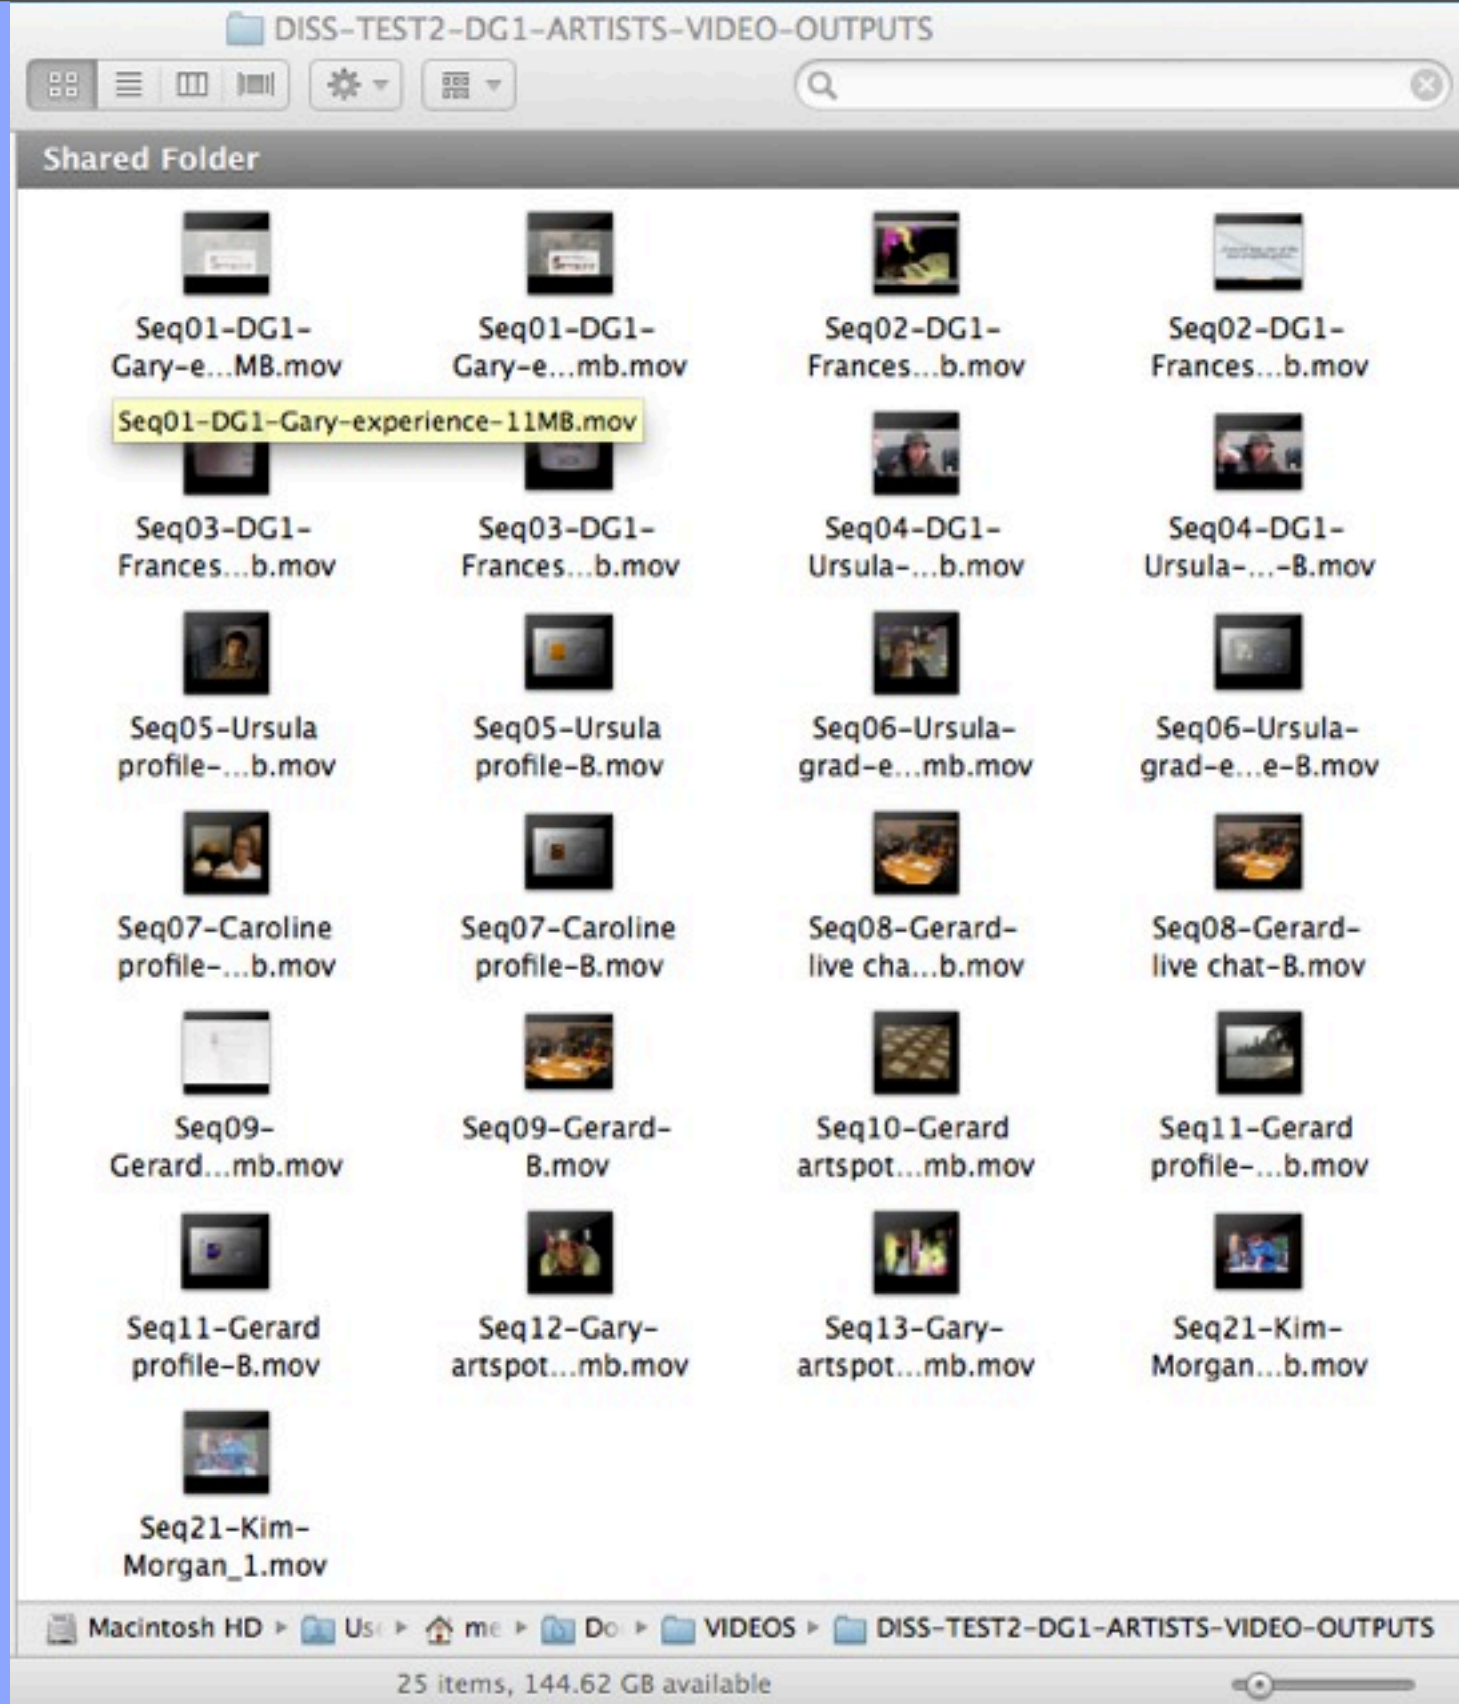 DISS-TEST2-DG1-ARTISTS-VIDEO-OUTPUTS
Shared Folder
Seq01-DG1-
Gary-e...MB.mov
Seq01-DG1-
Gary-e...mb.mov
Seq02-DG1-
Frances...b.mov
Seq02-DG1-
Frances...b.mov
Seq01-DG1-Gary-experience-11MB.mov
Seq03-DG1-
Frances...b.mov
Seq03-DG1-
Frances...b.mov
Seq04-DG1-
Ursula-...b.mov
Seq04-DG1-
Ursula-...-B.mov
Seq05-Ursula
profile-...b.mov
Seq05-Ursula
profile-B.mov
Seq06-Ursula-
grad-e...mb.mov
Seq06-Ursula-
grad-e...e-B.mov
Seq07-Caroline
profile-...b.mov
Seq07-Caroline
profile-B.mov
Seq08-Gerard-
live cha...b.mov
Seq08-Gerard-
live chat-B.mov
Seq09-
Gerard...mb.mov
Seq09-Gerard-
B.mov
Seq10-Gerard
artspot...mb.mov
Seq11-Gerard
profile-...b.mov
Seq11-Gerard
profile-B.mov
Seq12-Gary-
artspot...mb.mov
Seq13-Gary-
artspot...mb.mov
Seq21-Kim-
Morgan...b.mov
Seq21-Kim-
Morgan_1.mov
Macintosh HD Us me Do VIDEOS DISS-TEST2-DG1-ARTISTS-VIDEO-OUTPUTS
25 items, 144.62 GB available